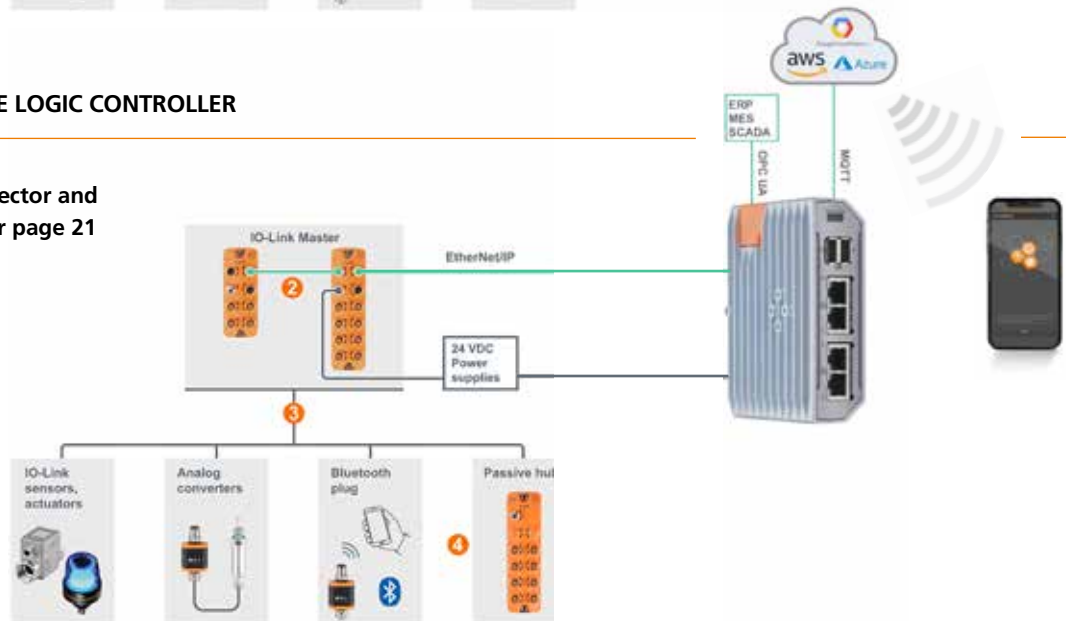 aws Azure
E LOGIC CONTROLLER
ERP
MES
SCADA
OPC UA
MQTT
ector and
r page 21
IO-Link Master
EtherNet/IP
2
24 VDC
Power
supplies
3
IO-Link
sensors,
actuators
Analog
converters
Bluetooth
plug
Passive hu
4